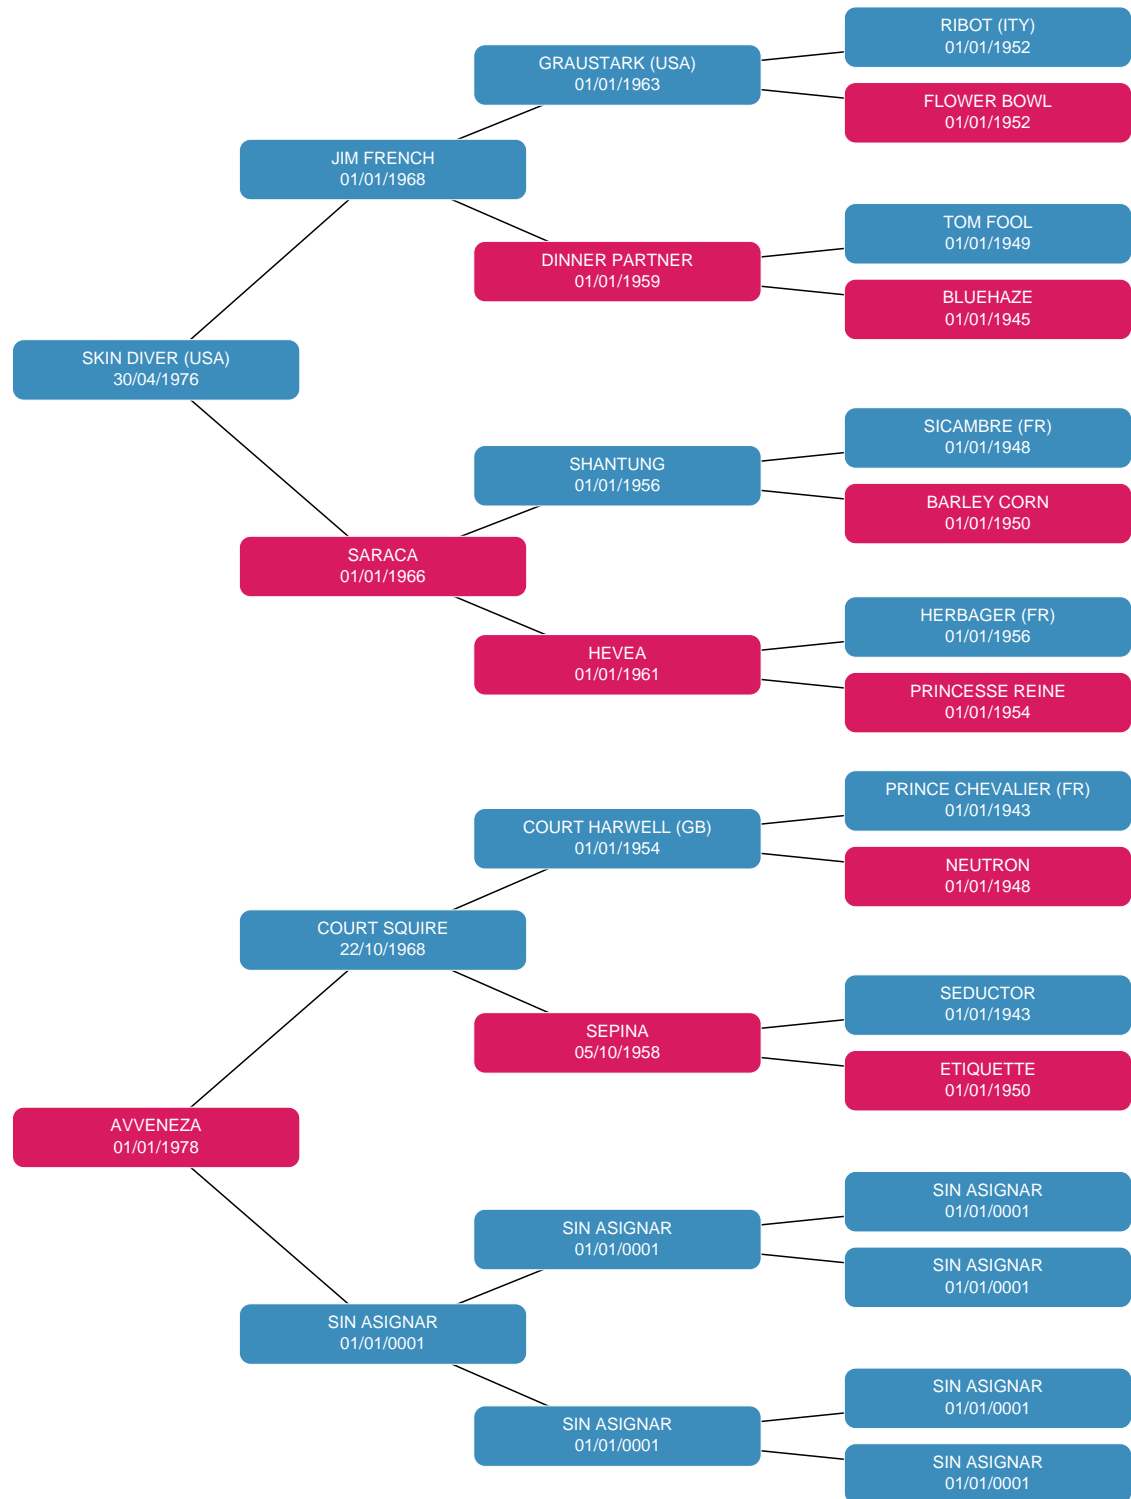 RIBOT (ITY)
01/01/1952
GRAUSTARK (USA)
01/01/1963
FLOWER BOWL
01/01/1952
JIM FRENCH
01/01/1968
TOM FOOL
01/01/1949
DINNER PARTNER
01/01/1959
BLUEHAZE
01/01/1945
SKIN DIVER (USA)
30/04/1976
SICAMBRE (FR)
01/01/1948
SHANTUNG
01/01/1956
BARLEY CORN
01/01/1950
SARACA
01/01/1966
HERBAGER (FR)
01/01/1956
HEVEA
01/01/1961
PRINCESSE REINE
01/01/1954
PRINCE CHEVALIER (FR)
01/01/1943
COURT HARWELL (GB)
01/01/1954
NEUTRON
01/01/1948
COURT SQUIRE
22/10/1968
SEDUCTOR
01/01/1943
SEPINA
05/10/1958
ETIQUETTE
01/01/1950
AVVENEZA
01/01/1978
SIN ASIGNAR
01/01/0001
SIN ASIGNAR
01/01/0001
SIN ASIGNAR
01/01/0001
SIN ASIGNAR
01/01/0001
SIN ASIGNAR
01/01/0001
SIN ASIGNAR
01/01/0001
SIN ASIGNAR
01/01/0001